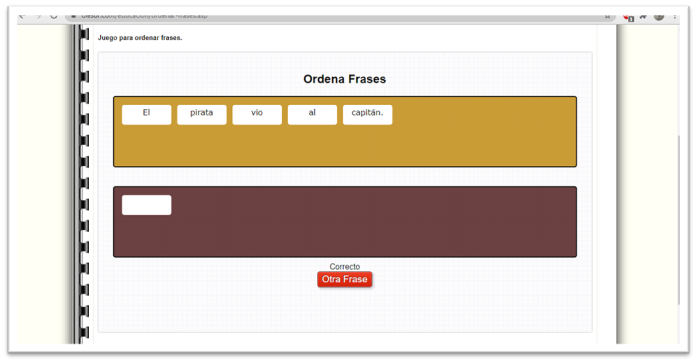 Juego para ordenar frases.
Ordena Frases
El pirata vio al capitán.
Correcto
Otra Frase